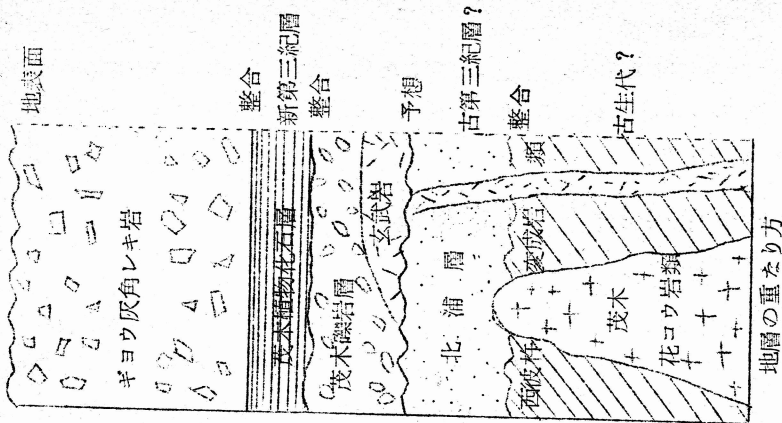 地表面
整合
新第三紀層
整合
予想
古第三紀層?
整合
古生代?
ギョウ灰角レキ岩
茂木植物化石層
茂木礫岩層
玄武岩
北浦層
西彼杵変成岩類
茂木
花コウ岩類
地層の重なり方